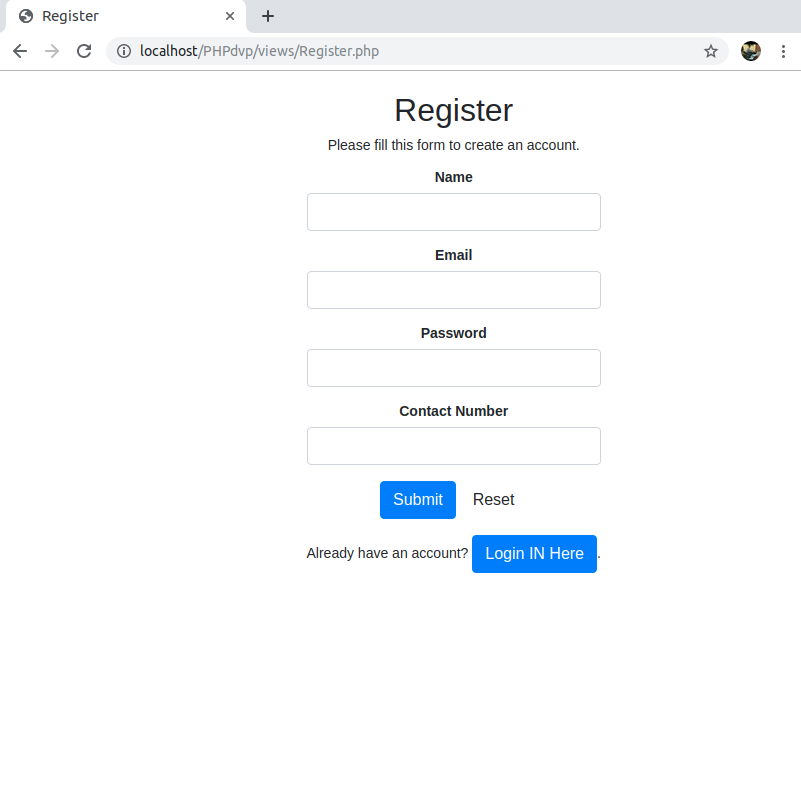 Register
localhost/PHPdvp/views/Register.php
Register
Please fill this form to create an account.
Name
Email
Password
Contact Number
Submit Reset
Already have an account? Login IN Here .